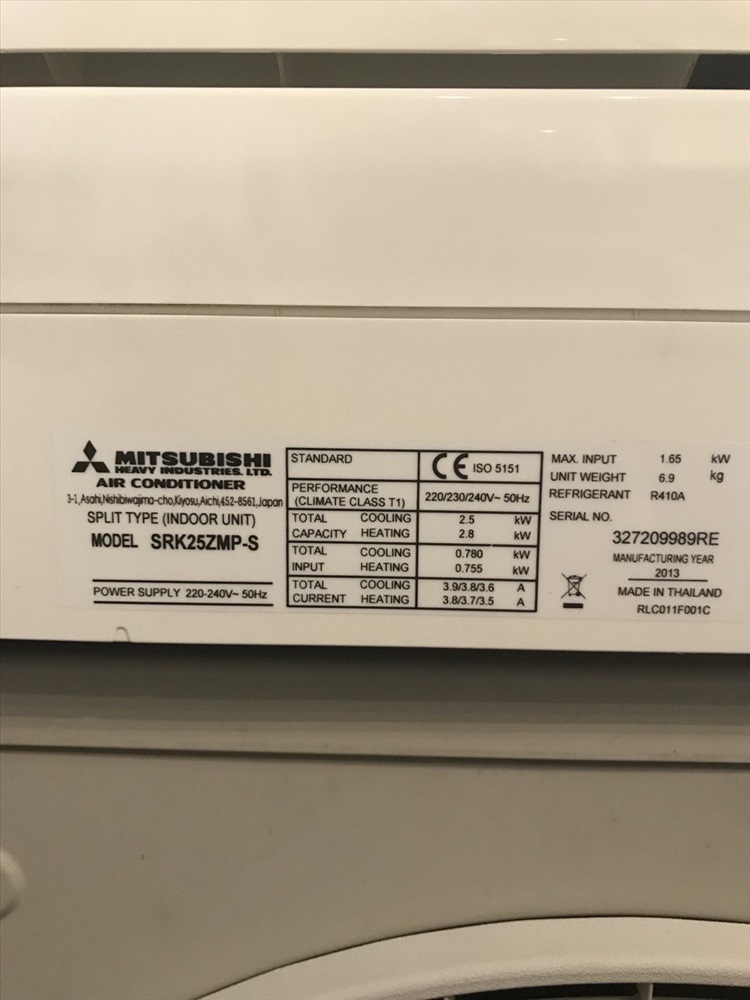 MITSUBISHI
HEAVY INDUSTRIES. LTD.
AIR CONDITIONER
3-1,Asahi,Nishibiwajima-cho,Kiyosu,Aichi,452-8561,Japan
SPLIT TYPE (INDOOR UNIT)
MODEL SRK25ZMP-S
POWER SUPPLY 220-240V~ 50Hz
STANDARD CE ISO 5151
PERFORMANCE
(CLIMATE CLASS T1) 220/230/240V~ 50Hz
TOTAL COOLING 2.5 kW
CAPACITY HEATING 2.8 kW
TOTAL COOLING 0.780 kW
INPUT HEATING 0.755 kW
TOTAL COOLING 3.9/3.8/3.6 A
CURRENT HEATING 3.8/3.7/3.5 A
MAX. INPUT 1.65 kW
UNIT WEIGHT 6.9 kg
REFRIGERANT R410A
SERIAL NO.
327209989RE
MANUFACTURING YEAR
2013
MADE IN THAILAND
RLC011F001C